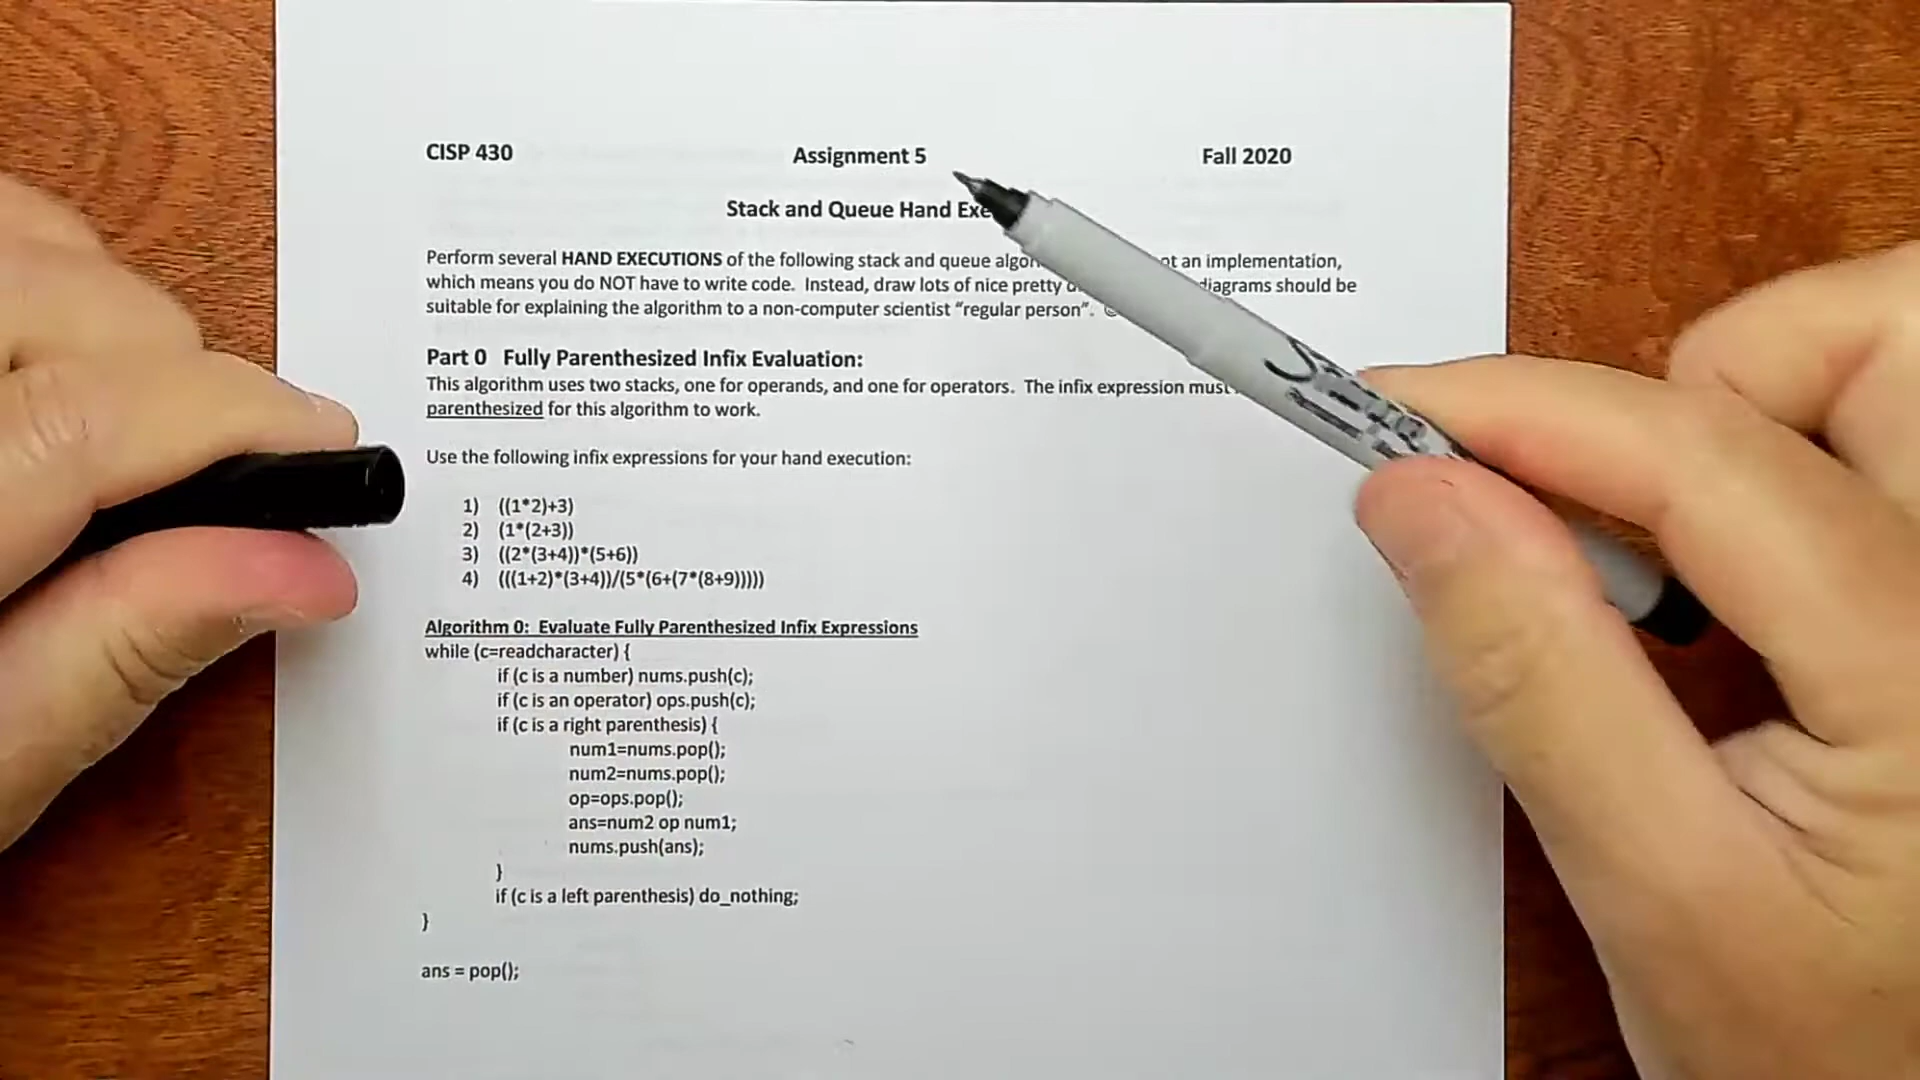 CISP 430 Assignment 5 Fall 2020
Stack and Queue Hand
Perform several HAND EXECUTIONS of the following stack and queue an implementation,
which means you do NOT have to write code. Instead, draw lots of nice pretty diagrams should be
suitable for explaining the algorithm to a non-computer scientist “regular person”.
Part 0 Fully Parenthesized Infix Evaluation:
This algorithm uses two stacks, one for operands, and one for operators. The infix expression must
parenthesized for this algorithm to work.
Use the following infix expressions for your hand execution:
1) ((1*2)+3)
2) (1*(2+3))
3) ((2*(3+4))*(5+6))
4) (((1+2)*(3+4))/(5*(6+(7*(8+9)))))
Algorithm 0: Evaluate Fully Parenthesized Infix Expressions
while (c=readcharacter) {
if (c is a number) nums.push(c);
if (c is an operator) ops.push(c);
if (c is a right parenthesis) {
num1=nums.pop();
num2=nums.pop();
op=ops.pop();
ans=num2 op num1;
nums.push(ans);
}
if (c is a left parenthesis) do_nothing;
}
ans = pop();